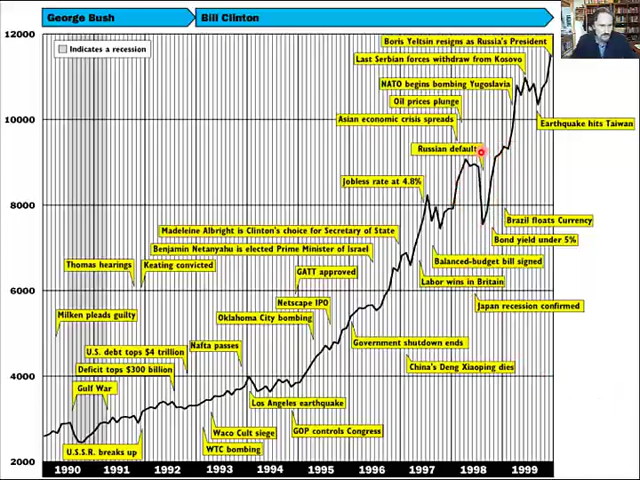 George Bush
Bill Clinton
12000
10000
8000
6000
4000
2000
Indicates a recession
Boris Yeltsin resigns as Russia's President
Last Serbian forces withdraw from Kosovo
NATO begins bombing Yugoslavia
Oil prices plunge
Asian economic crisis spreads
Earthquake hits Taiwan
Russian default
Jobless rate at 4.8%
Brazil floats Currency
Madeleine Albright is Clinton's choice for Secretary of State
Bond yield under 5%
Benjamin Netanyahu is elected Prime Minister of Israel
Balanced-budget bill signed
Thomas hearings
Keating convicted
GATT approved
Labor wins in Britain
Netscape IPO
Japan recession confirmed
Milken pleads guilty
Oklahoma City bombing
Government shutdown ends
Nafta passes
U.S. debt tops $4 trillion
Deficit tops $300 billion
China's Deng Xiaoping dies
Gulf War
Los Angeles earthquake
Waco Cult siege
GOP controls Congress
U.S.S.R. breaks up
WTC bombing
1990
1991
1992
1993
1994
1995
1996
1997
1998
1999